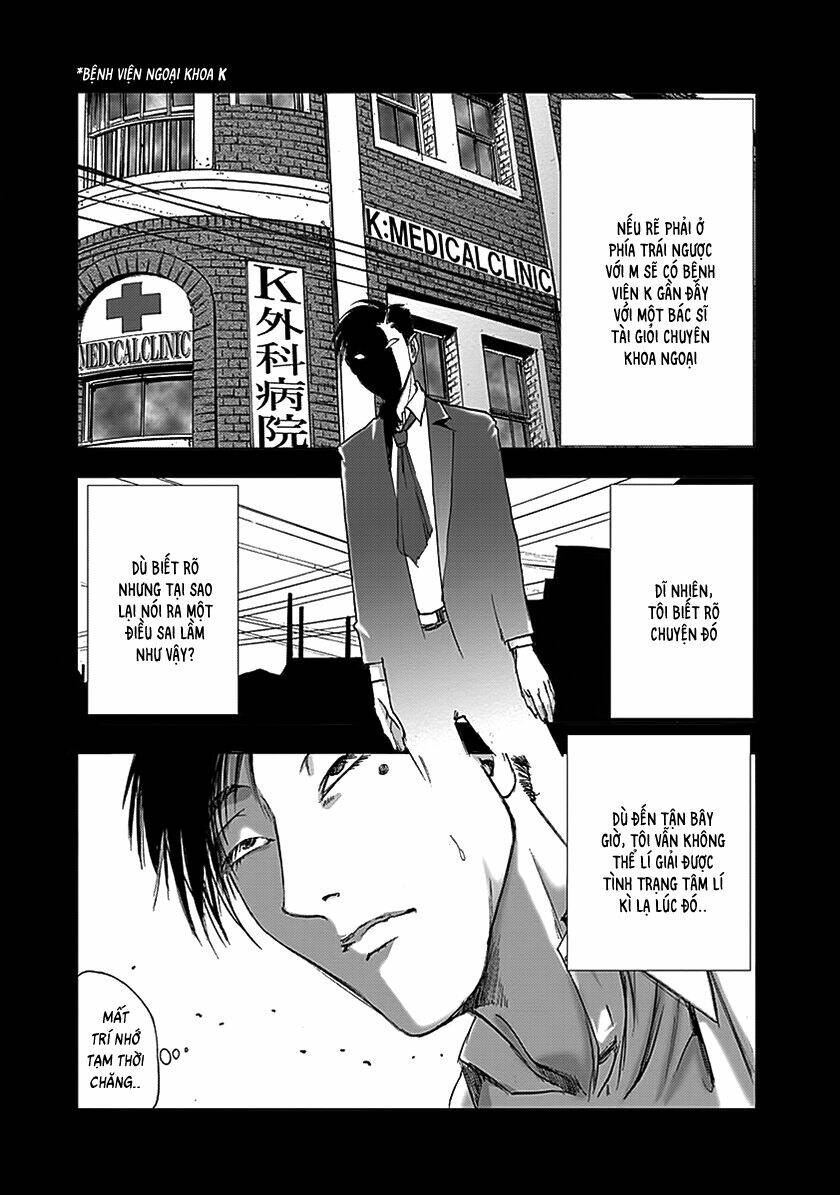 *BỆNH VIỆN NGOẠI KHOA K
NẾU RẼ PHẢI Ở
PHÍA TRÁI NGƯỢC
VỚI M SẼ CÓ BỆNH
VIỆN K GẦN ĐẤY
VỚI MỘT BÁC SĨ
TÀI GIỎI CHUYÊN
KHOA NGOẠI
K:MEDICALCLINIC
MEDICALCLINIC
K外科病院
DĨ NHIÊN,
TÔI BIẾT RÕ
CHUYỆN ĐÓ
DÙ BIẾT RÕ
NHƯNG TẠI SAO
LẠI NÓI RA MỘT
ĐIỀU SAI LẦM
NHƯ VẬY?
DÙ ĐẾN TẬN BÂY
GIỜ, TÔI VẪN KHÔNG
THỂ LÍ GIẢI ĐƯỢC
TÌNH TRẠNG TÂM LÍ
KÌ LẠ LÚC ĐÓ..
MẤT
TRÍ NHỚ
TẠM THỜI
CHĂNG..